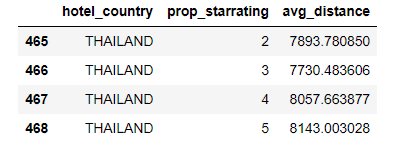 hotel_country prop_starrating avg_distance
465 THAILAND 2 7893.780850
466 THAILAND 3 7730.483606
467 THAILAND 4 8057.663877
468 THAILAND 5 8143.003028